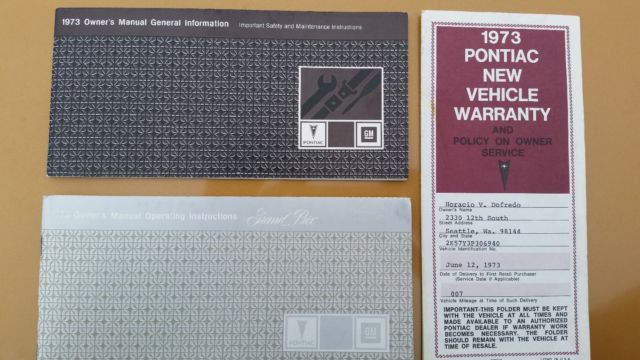 1973 Owner's Manual General Information Important Safety and Maintenance Instructions
PONTIAC GM
1973 Owner's Manual Operating Instructions Grand Prix
PONTIAC GM
1973
PONTIAC
NEW
VEHICLE
WARRANTY
AND
POLICY ON OWNER
SERVICE
Horacio V. Dofredo
Owner's Name
2330 12th South
Street Address
Seattle, Wa. 98144
City and State
2K57Y3P306940
Vehicle Identification No.
June 12, 1973
Date of Delivery to First Retail Purchaser
(Service Date if Applicable)
007
Vehicle Mileage at Time of Such Delivery
IMPORTANT-THIS FOLDER MUST BE KEPT
WITH THE VEHICLE AT ALL TIMES AND
MADE AVAILABLE TO AN AUTHORIZED
PONTIAC DEALER IF WARRANTY WORK
BECOMES NECESSARY. THE FOLDER
SHOULD REMAIN WITH THE VEHICLE AT
TIME OF RESALE.